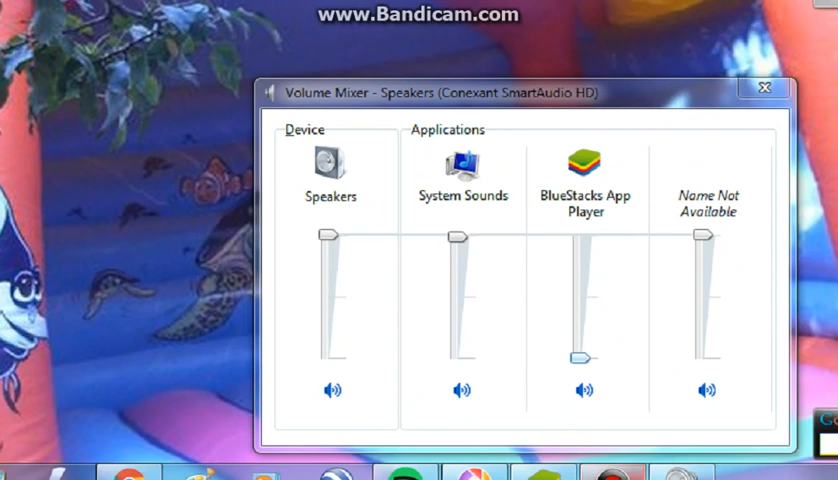 www.Bandicam.com
Volume Mixer - Speakers (Conexant SmartAudio HD)
Device
Applications
Speakers
System Sounds
BlueStacks App
Player
Name Not
Available